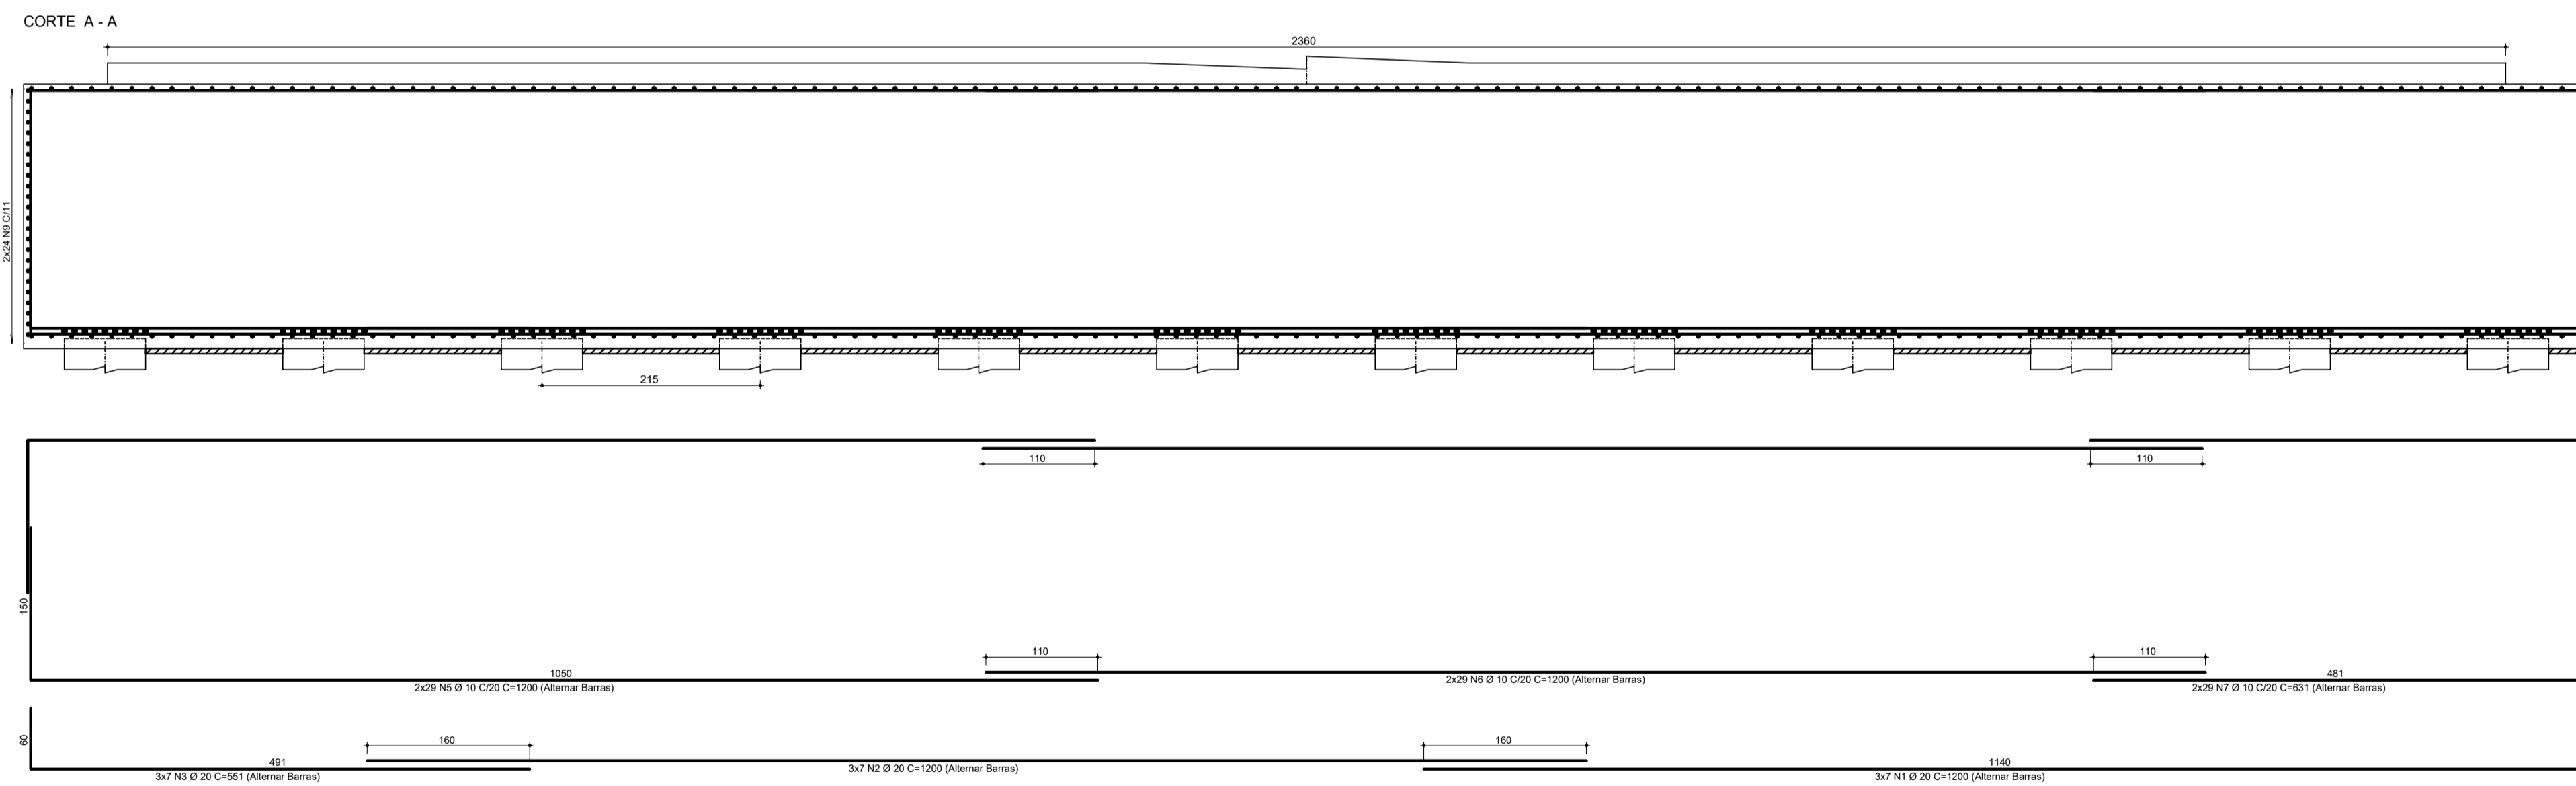 CORTE A - A
2360
2x24 N9 C/11
215
110
110
150
110
110
1050
481
2x29 N5 Ø 10 C/20 C=1200 (Alternar Barras)
2x29 N6 Ø 10 C/20 C=1200 (Alternar Barras)
2x29 N7 Ø 10 C/20 C=631 (Alternar Barras)
60
160
160
491
1140
3x7 N3 Ø 20 C=551 (Alternar Barras)
3x7 N2 Ø 20 C=1200 (Alternar Barras)
3x7 N1 Ø 20 C=1200 (Alternar Barras)